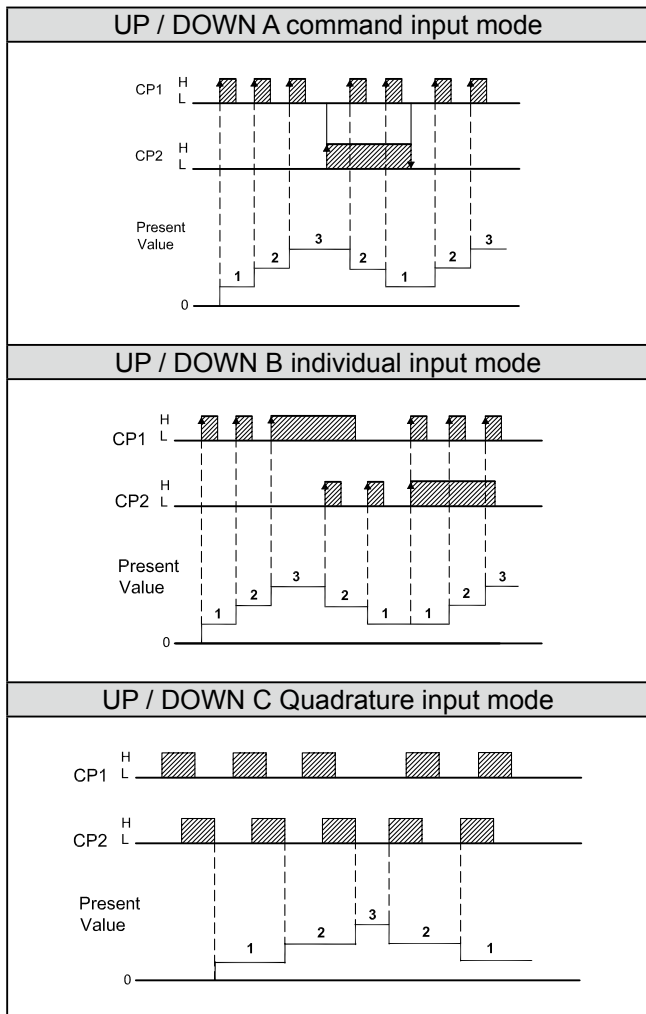 UP / DOWN A command input mode
H
CP1 L
H
CP2 L
Present
Value
3 3
2 2 2
1 1
0
UP / DOWN B individual input mode
H
CP1 L
H
CP2 L
Present
Value
3 3
2 2 2
1 1 1
0
UP / DOWN C Quadrature input mode
H
CP1 L
H
CP2 L
Present
Value
3
2 2
1 1
0